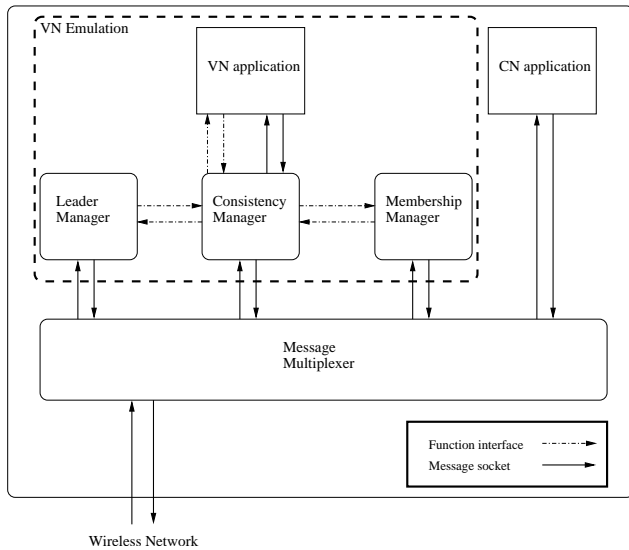 VN Emulation
VN application
CN application
Leader
Manager
Consistency
Manager
Membership
Manager
Message
Multiplexer
Function interface
Message socket
Wireless Network